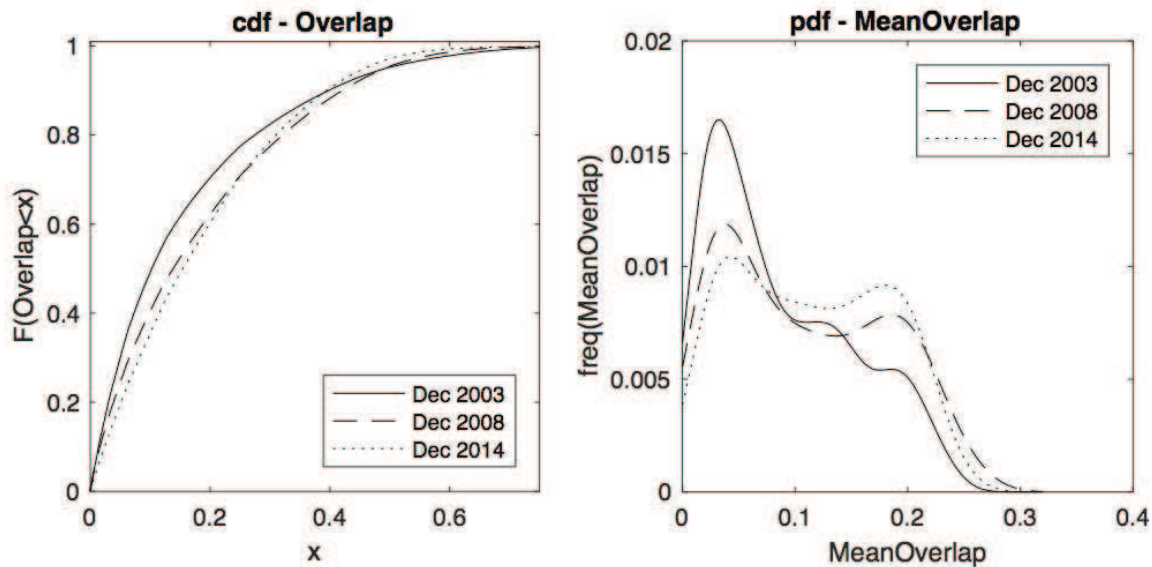 cdf - Overlap
F(Overlap<x)
1
0.8
0.6
0.4
0.2
0
0 0.2 0.4 0.6
x
Dec 2003
Dec 2008
Dec 2014
pdf - MeanOverlap
freq(MeanOverlap)
0.02
0.015
0.01
0.005
0
0 0.1 0.2 0.3 0.4
MeanOverlap
Dec 2003
Dec 2008
Dec 2014